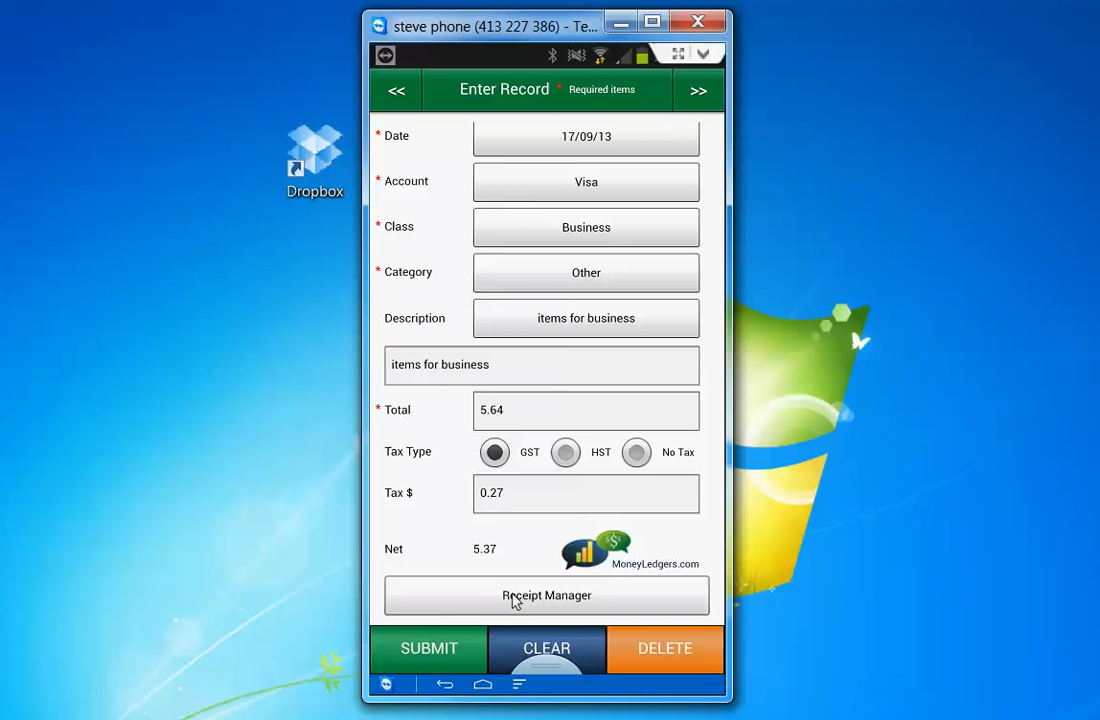 steve phone (413 227 386) - Te...
<< Enter Record * Required items >>
* Date 17/09/13
* Account Visa
* Class Business
* Category Other
Description items for business
items for business
* Total 5.64
Tax Type GST HST No Tax
Tax $ 0.27
Net 5.37
$
MoneyLedgers.com
Receipt Manager
SUBMIT CLEAR DELETE
Dropbox